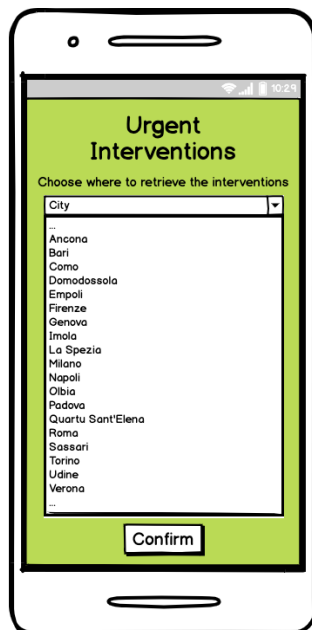 10:29
Urgent
Interventions
Choose where to retrieve the interventions
City
...
Ancona
Bari
Como
Domodossola
Empoli
Firenze
Genova
Imola
La Spezia
Milano
Napoli
Olbia
Padova
Quartu Sant'Elena
Roma
Sassari
Torino
Udine
Verona
...
Confirm